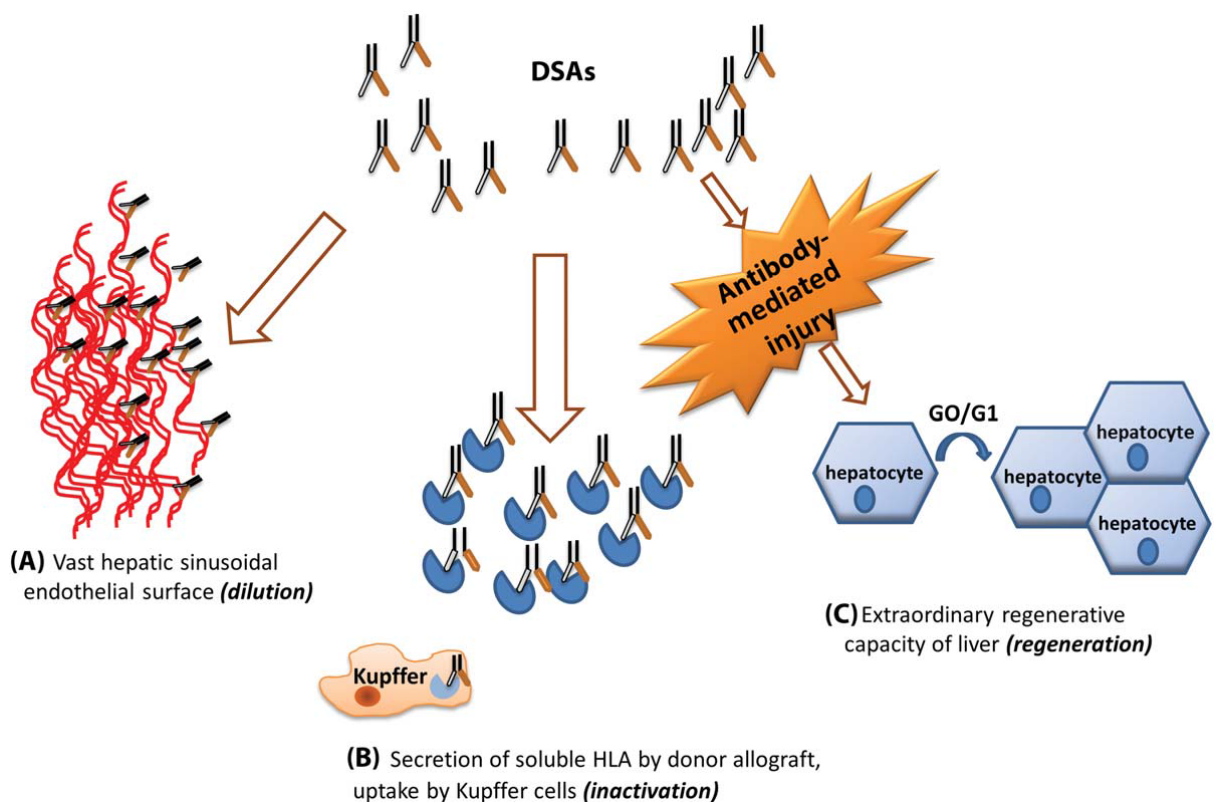 DSAs
Antibody-
mediated
injury
(A) Vast hepatic sinusoidal
endothelial surface (dilution)
Kupffer
(B) Secretion of soluble HLA by donor allograft,
uptake by Kupffer cells (inactivation)
GO/G1
hepatocyte
hepatocyte
hepatocyte
hepatocyte
(C) Extraordinary regenerative
capacity of liver (regeneration)